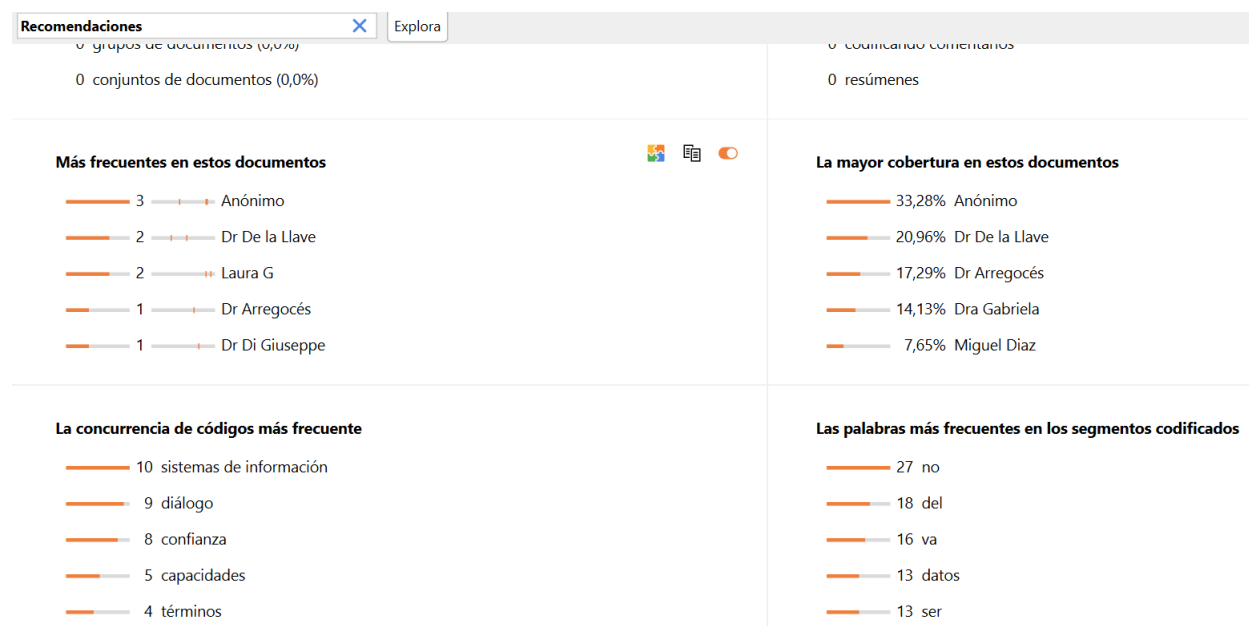 Recomendaciones
Explora
0 grupos de documentos (0,0%)
0 codificando comentarios
0 conjuntos de documentos (0,0%)
0 resúmenes
Más frecuentes en estos documentos
3 Anónimo
2 Dr De la Llave
2 Laura G
1 Dr Arregocés
1 Dr Di Giuseppe
La mayor cobertura en estos documentos
33,28% Anónimo
20,96% Dr De la Llave
17,29% Dr Arregocés
14,13% Dra Gabriela
7,65% Miguel Diaz
La concurrencia de códigos más frecuente
10 sistemas de información
9 diálogo
8 confianza
5 capacidades
4 términos
Las palabras más frecuentes en los segmentos codificados
27 no
18 del
16 va
13 datos
13 ser